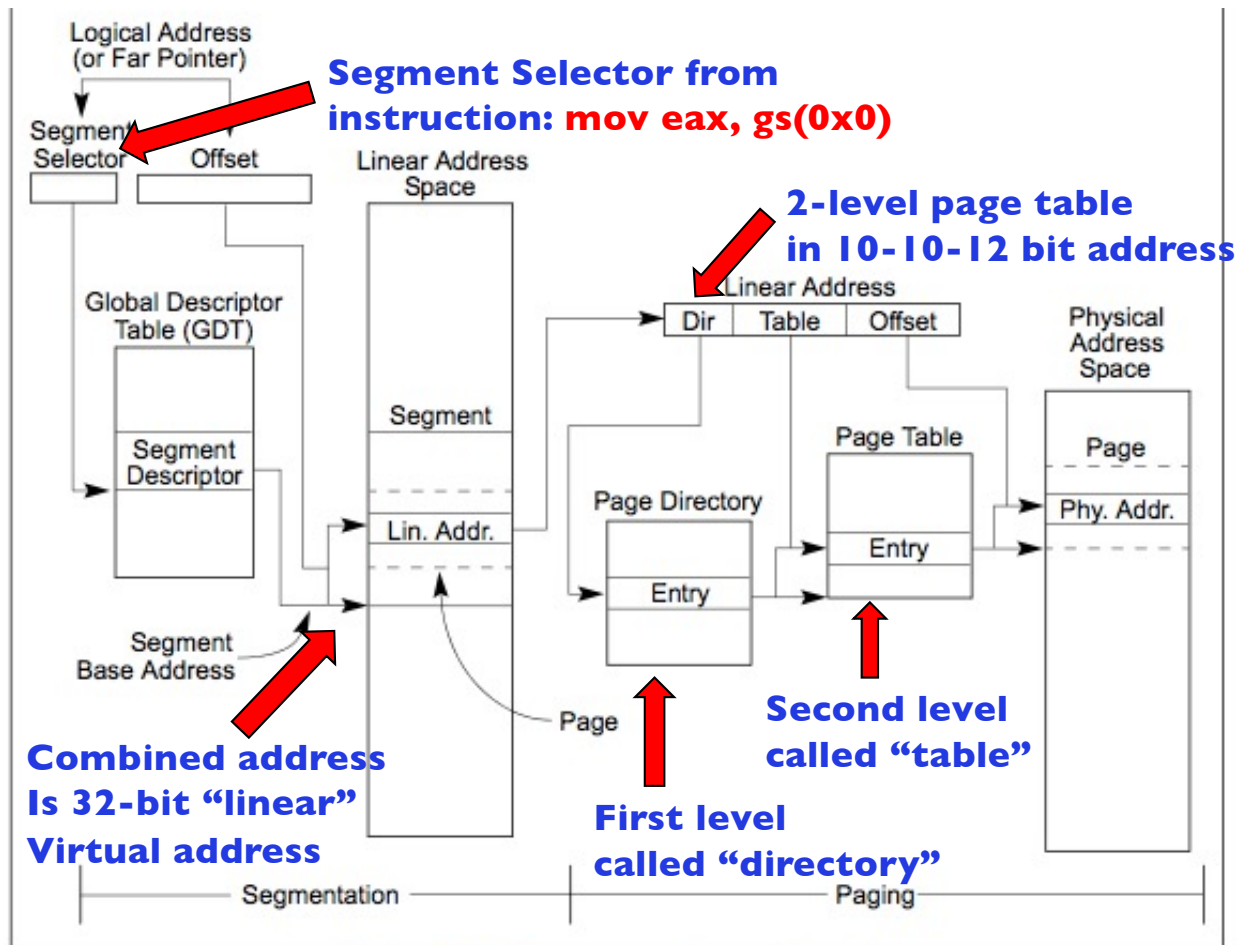 Logical Address
(or Far Pointer)
Segment Selector from
instruction: mov eax, gs(0x0)
Segment
Selector
Offset
Linear Address
Space
2-level page table
in 10-10-12 bit address
Linear Address
Dir
Table
Offset
Global Descriptor
Table (GDT)
Physical
Address
Space
Segment
Segment
Descriptor
Page Table
Page
Page Directory
Lin. Addr.
Phy. Addr.
Entry
Entry
Segment
Base Address
Page
Second level
called “table”
Combined address
Is 32-bit “linear”
Virtual address
First level
called “directory”
Segmentation
Paging